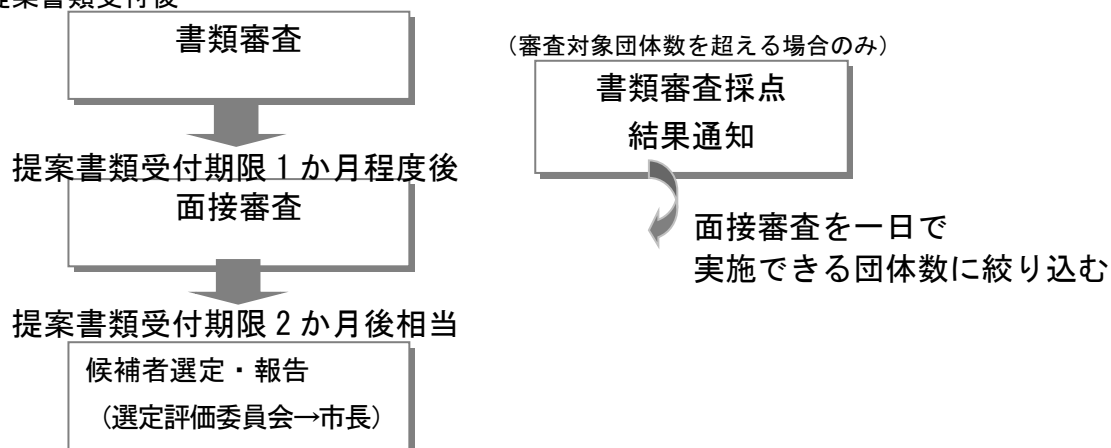 書類審査
(審査対象団体数を超える場合のみ)
書類審査採点
結果通知
提案書類受付期限1か月程度後
面接審査
面接審査を一日で
実施できる団体数に絞り込む
提案書類受付期限2か月後相当
候補者選定・報告
(選定評価委員会→市長)